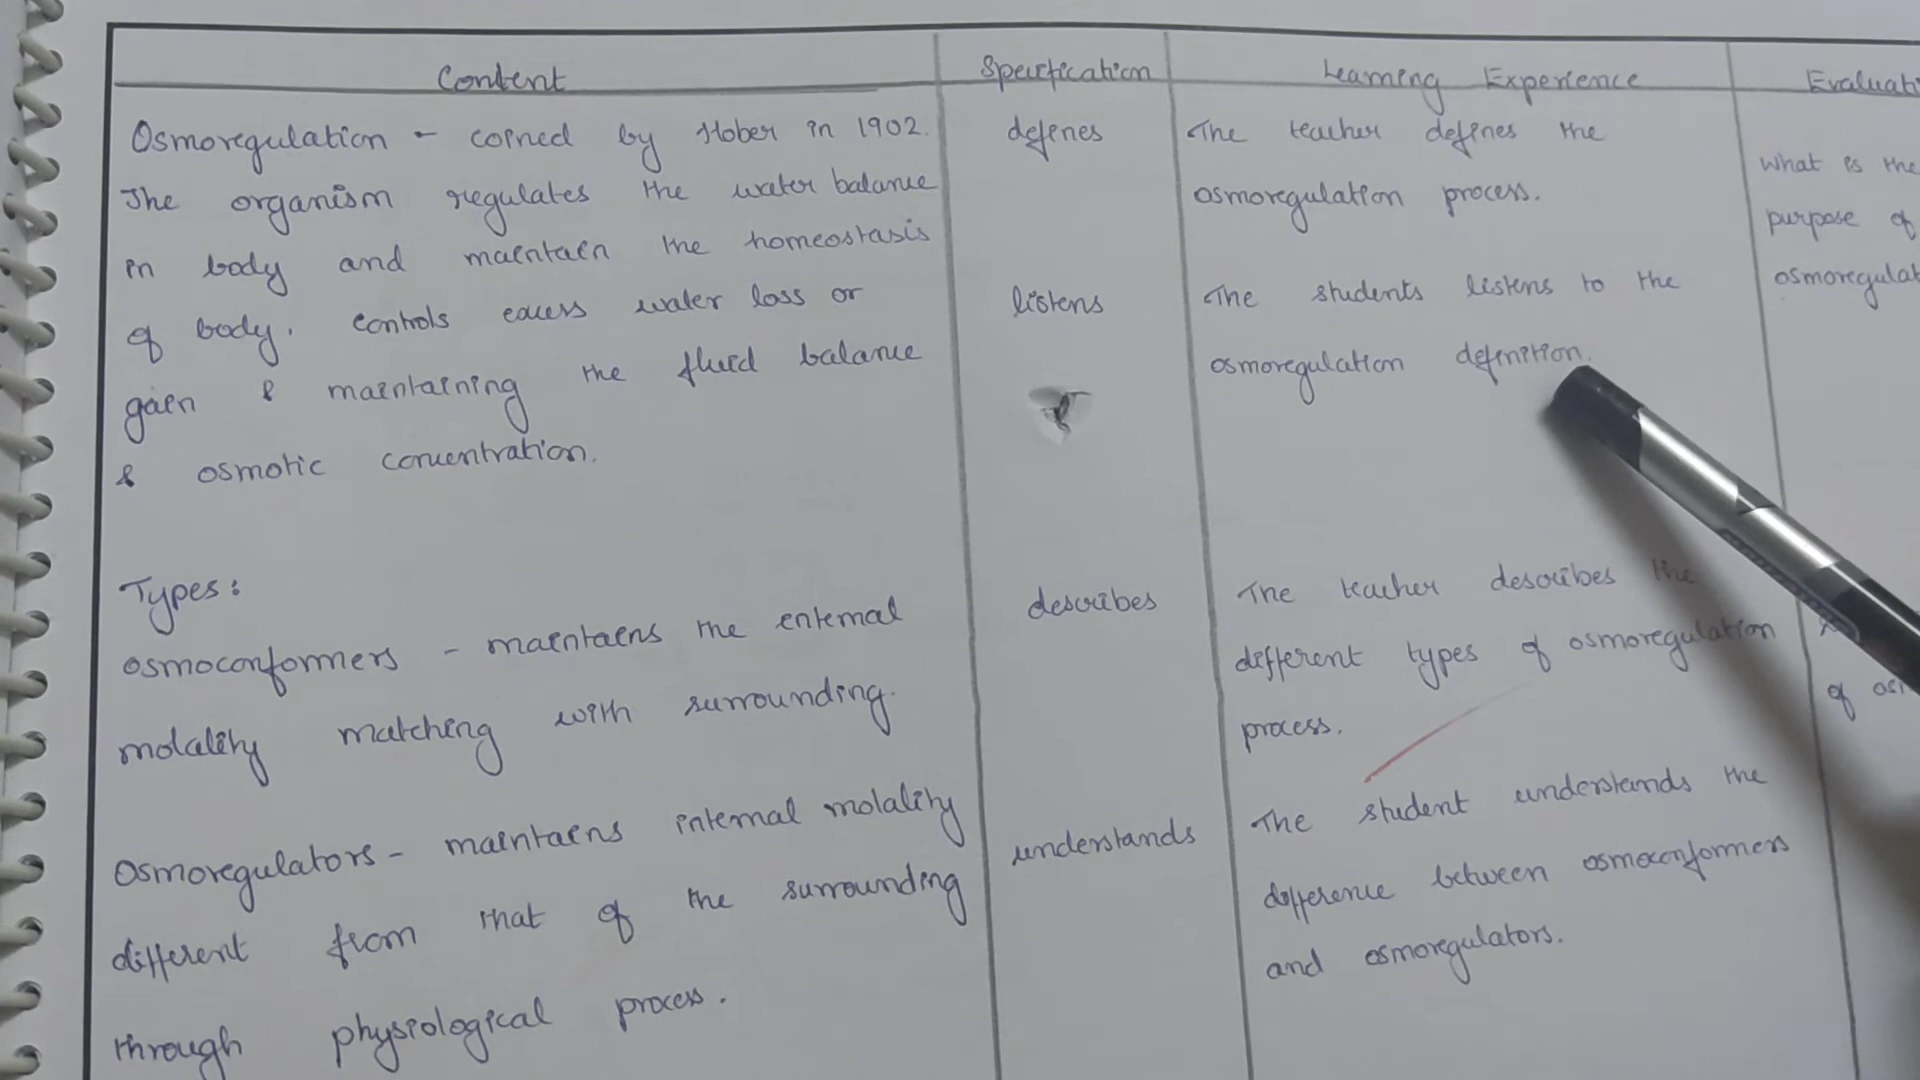 Content
Osmoregulation - coined by Hober in 1902.
The organism regulates the water balance
in body and maintain the homeostasis
of body. controls excess water loss or
gain & maintaining the fluid balance
& osmotic concentration.
Types:
osmoconformers - maintains the internal
molality matching with surrounding.
Osmoregulators - maintains internal molality
different from that of the surrounding
through physiological process.
Specification
defines
listens
describes
understands
Learning Experience
The teacher defines the
osmoregulation process.
The students listens to the
osmoregulation definition.
The teacher describes the
different types of osmoregulation
process.
The student understands the
difference between osmoconformers
and osmoregulators.
Evaluati
What is the
purpose of
osmoregulat
of